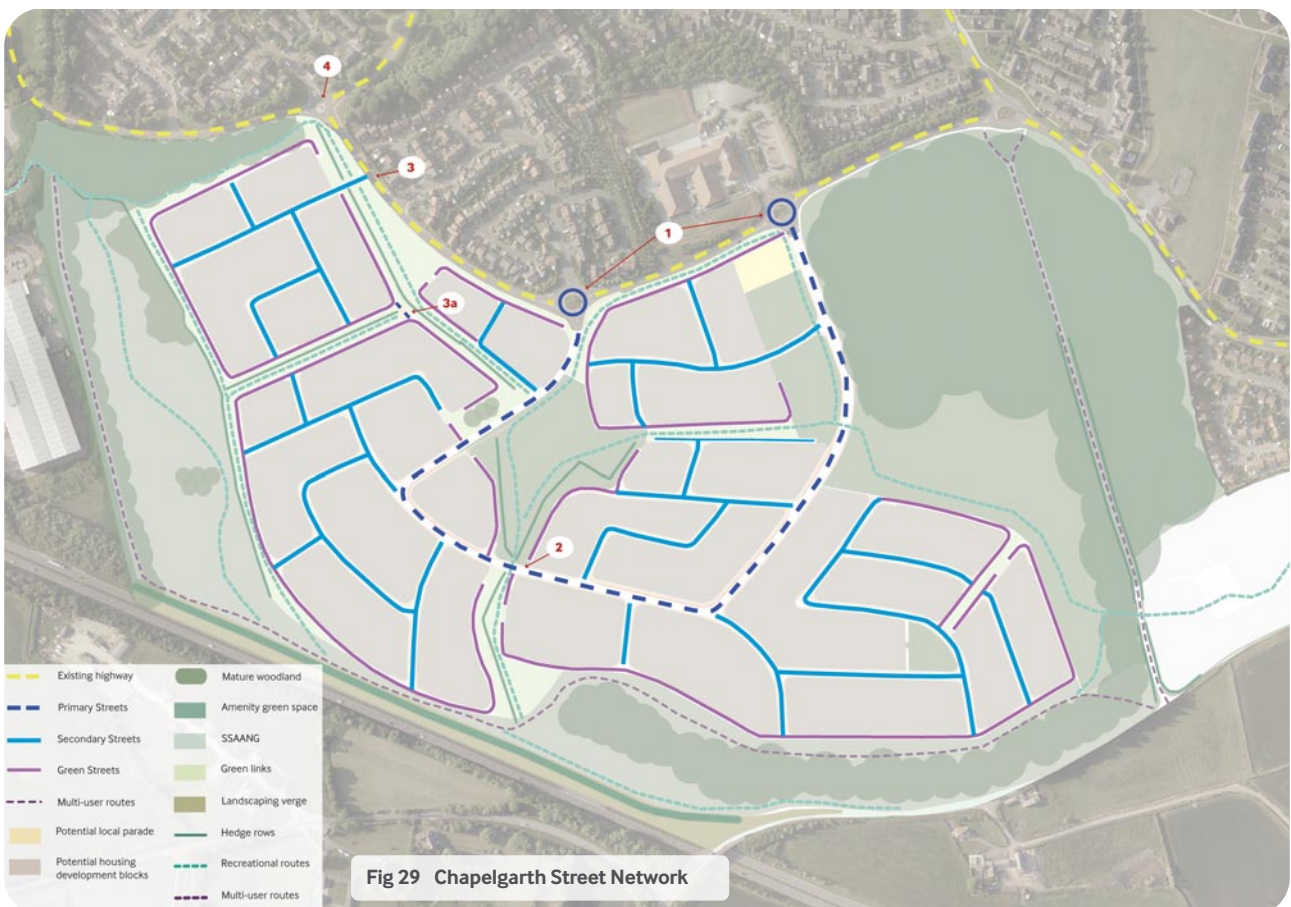 4
3
1
3a
2
Existing highway
Primary Streets
Secondary Streets
Green Streets
Multi-user routes
Potential local parade
Potential housing
development blocks
Mature woodland
Amenity green space
SSAANG
Green links
Landscaping verge
Hedge rows
Recreational routes
Multi-user routes
Fig 29 Chapelgarth Street Network